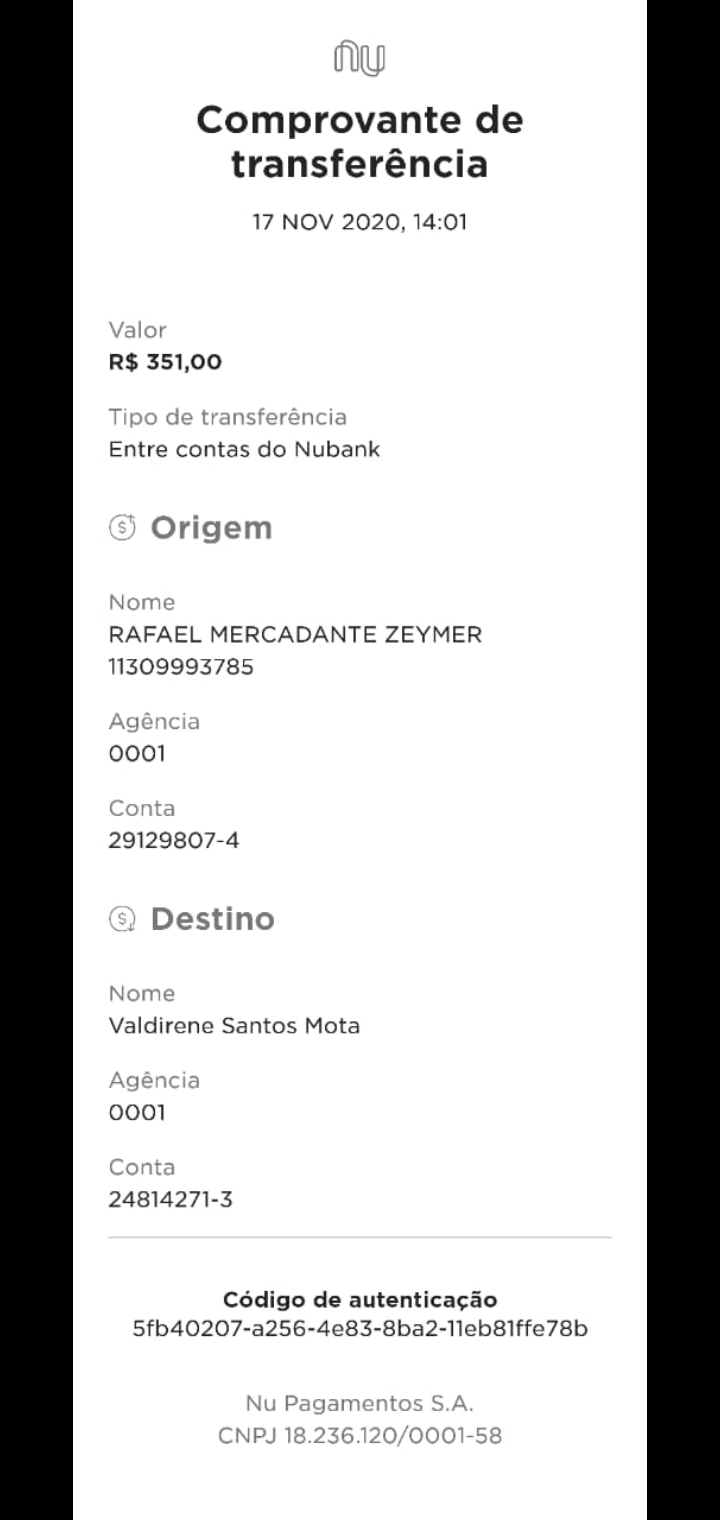 nu
Comprovante de
transferência
17 NOV 2020, 14:01
Valor
R$ 351,00
Tipo de transferência
Entre contas do Nubank
Origem
Nome
RAFAEL MERCADANTE ZEYMER
11309993785
Agência
0001
Conta
29129807-4
Destino
Nome
Valdirene Santos Mota
Agência
0001
Conta
24814271-3
Código de autenticação
5fb40207-a256-4e83-8ba2-11eb81ffe78b
Nu Pagamentos S.A.
CNPJ 18.236.120/0001-58